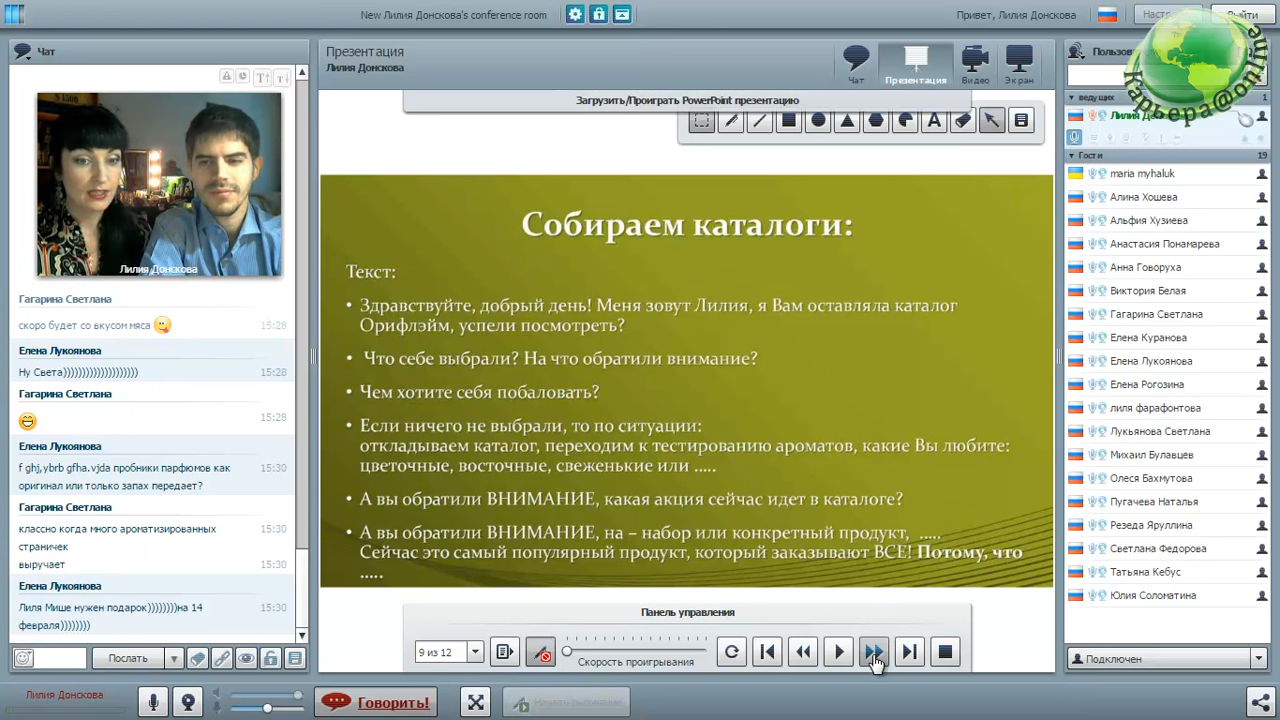 New Лилия Донскова's conference room
Привет, Лилия Донскова
Выйти
Карьера@online
Чат
Лилия Донскова
Гагарина Светлана
скоро будет со вкусом мяса 15:28
Елена Лукоянова
Ну Света)))))))))))))))))))) 15:28
Гагарина Светлана
15:28
Елена Лукоянова
f ghj,ybrb gfha.vjda пробники парфюмов как 15:30
оригинал или только запах передает?
Гагарина Светлана
классно когда много ароматизированных 15:30
страничек
выручает 15:30
Елена Лукоянова
Лиля Мише нужен подарок))))))))на 14 15:30
февраля))))))))
Послать
Презентация
Лилия Донскова
Чат
Презентация
Видео
Экран
Загрузить/Проиграть PowerPoint презентацию
Собираем каталоги:
Текст:
• Здравствуйте, добрый день! Меня зовут Лилия, я Вам оставляла каталог
Орифлэйм, успели посмотреть?
• Что себе выбрали? На что обратили внимание?
• Чем хотите себя побаловать?
• Если ничего не выбрали, то по ситуации:
откладываем каталог, переходим к тестированию ароматов, какие Вы любите:
цветочные, восточные, свеженькие или …..
• А вы обратили ВНИМАНИЕ, какая акция сейчас идет в каталоге?
• А вы обратили ВНИМАНИЕ, на – набор или конкретный продукт, …..
Сейчас это самый популярный продукт, который заказывают ВСЕ! Потому, что
…..
Панель управления
9 из 12
Скорость проигрывания
ведущих 1
Гости 19
maria myhaluk
Алина Хошева
Альфия Хузиева
Анастасия Понамарева
Анна Говоруха
Виктория Белая
Гагарина Светлана
Елена Куранова
Елена Лукоянова
Елена Рогозина
лиля фарафонтова
Лукьянова Светлана
Михаил Булавцев
Олеся Бахмутова
Пугачева Наталья
Резеда Яруллина
Светлана Федорова
Татьяна Кебус
Юлия Соломатина
Подключен
Лилия Донскова
Говорить!